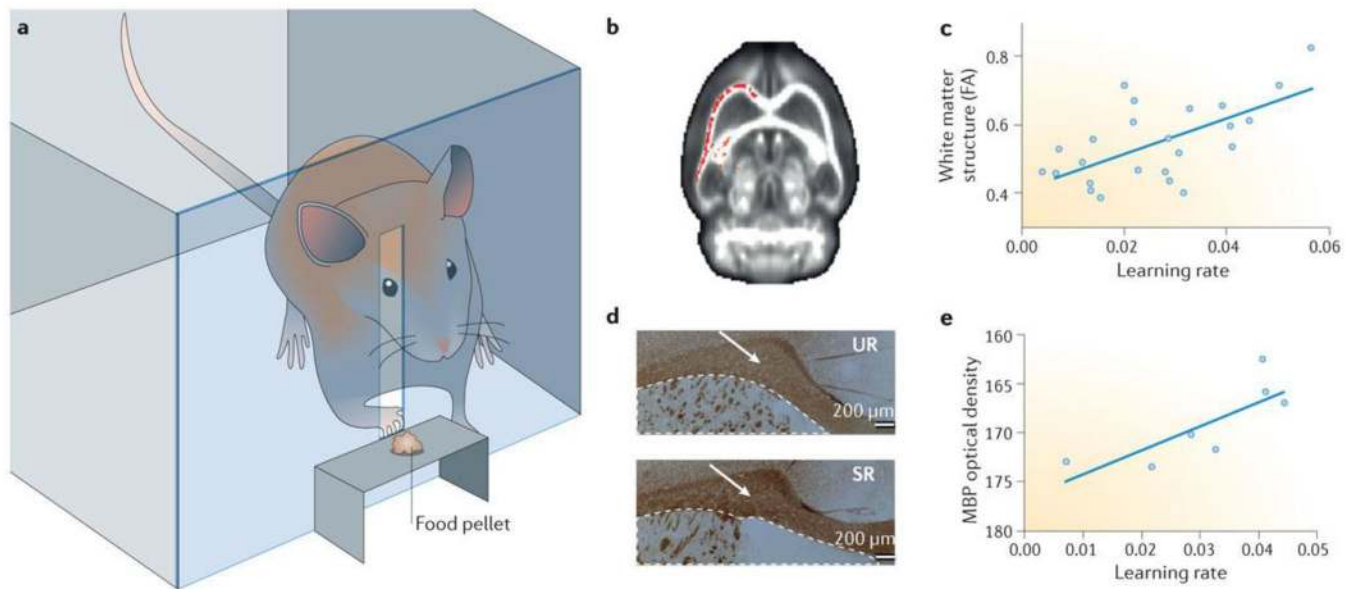 a
Food pellet
b
c
White matter
structure (FA)
0.8
0.6
0.4
0.00
0.02
0.04
0.06
Learning rate
d
UR
200 μm
SR
200 μm
e
MBP optical density
160
165
170
175
180
0.00
0.01
0.02
0.03
0.04
0.05
Learning rate